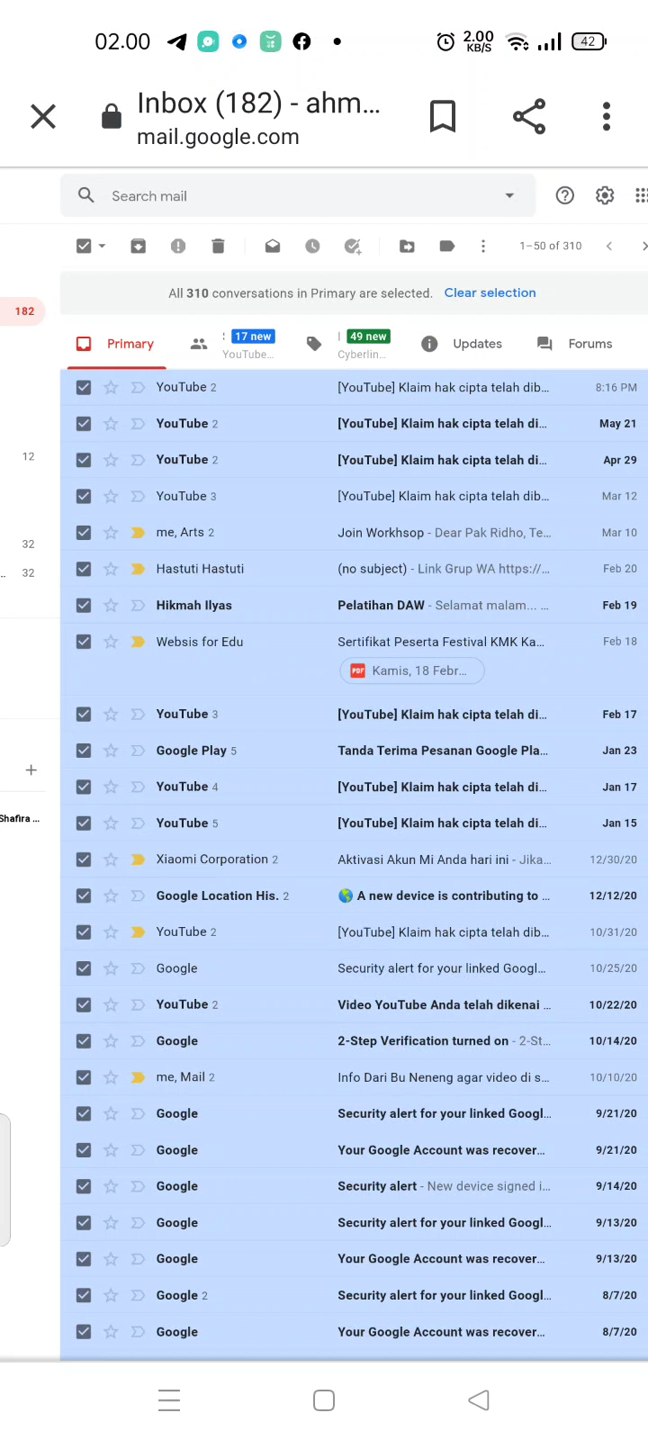 02.00
2.00
KB/S
42
Inbox (182) - ahm...
mail.google.com
Search mail
1–50 of 310
All 310 conversations in Primary are selected. Clear selection
182
Primary
17 new
YouTube...
49 new
Cyberlin...
Updates
Forums
YouTube 2 [YouTube] Klaim hak cipta telah dib... 8:16 PM
YouTube 2 [YouTube] Klaim hak cipta telah di... May 21
12
YouTube 2 [YouTube] Klaim hak cipta telah di... Apr 29
YouTube 3 [YouTube] Klaim hak cipta telah dib... Mar 12
32
me, Arts 2 Join Workhsop - Dear Pak Ridho, Te... Mar 10
.. 32
Hastuti Hastuti (no subject) - Link Grup WA https://... Feb 20
Hikmah Ilyas Pelatihan DAW - Selamat malam... ... Feb 19
Websis for Edu Sertifikat Peserta Festival KMK Ka... Feb 18
PDF Kamis, 18 Febr...
YouTube 3 [YouTube] Klaim hak cipta telah di... Feb 17
Google Play 5 Tanda Terima Pesanan Google Pla... Jan 23
YouTube 4 [YouTube] Klaim hak cipta telah di... Jan 17
Shafira ...
YouTube 5 [YouTube] Klaim hak cipta telah di... Jan 15
Xiaomi Corporation 2 Aktivasi Akun Mi Anda hari ini - Jika... 12/30/20
Google Location His. 2 A new device is contributing to ... 12/12/20
YouTube 2 [YouTube] Klaim hak cipta telah dib... 10/31/20
Google Security alert for your linked Googl... 10/25/20
YouTube 2 Video YouTube Anda telah dikenai ... 10/22/20
Google 2-Step Verification turned on - 2-St... 10/14/20
me, Mail 2 Info Dari Bu Neneng agar video di s... 10/10/20
Google Security alert for your linked Googl... 9/21/20
Google Your Google Account was recover... 9/21/20
Google Security alert - New device signed i... 9/14/20
Google Security alert for your linked Googl... 9/13/20
Google Your Google Account was recover... 9/13/20
Google 2 Security alert for your linked Googl... 8/7/20
Google Your Google Account was recover... 8/7/20